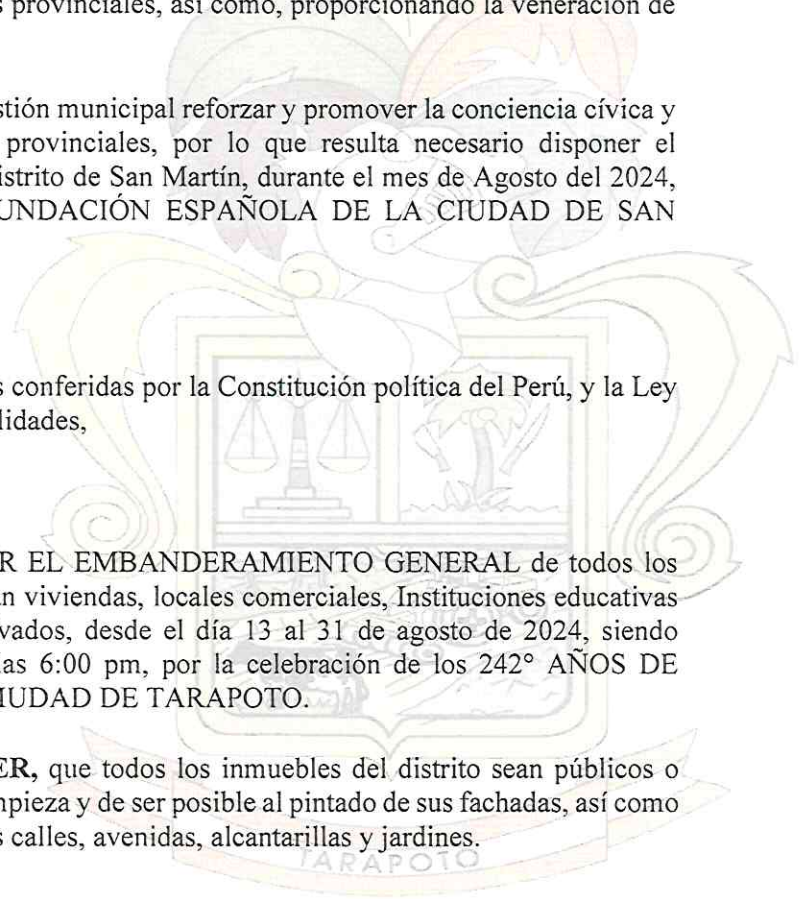 s provinciales, así como, proporcionando la veneración de
stión municipal reforzar y promover la conciencia cívica y
provinciales, por lo que resulta necesario disponer el
istrito de San Martín, durante el mes de Agosto del 2024,
UNDACIÓN ESPAÑOLA DE LA CIUDAD DE SAN
s conferidas por la Constitución política del Perú, y la Ley
lidades,
R EL EMBANDERAMIENTO GENERAL de todos los
n viviendas, locales comerciales, Instituciones educativas
vados, desde el día 13 al 31 de agosto de 2024, siendo
las 6:00 pm, por la celebración de los 242° AÑOS DE
IUDAD DE TARAPOTO.
ER, que todos los inmuebles del distrito sean públicos o
mpieza y de ser posible al pintado de sus fachadas, así como
s calles, avenidas, alcantarillas y jardines.
TARAPOTO